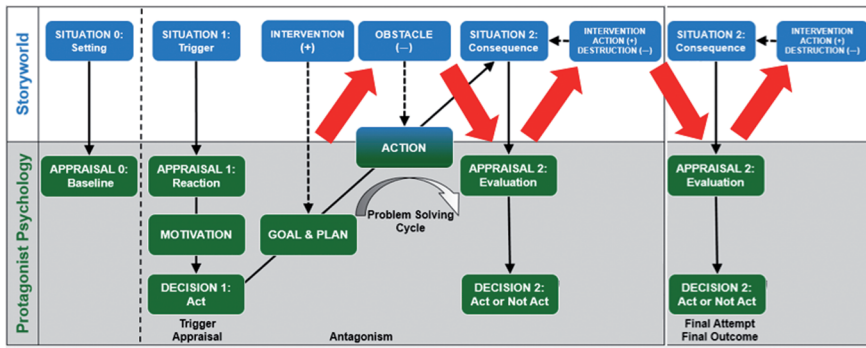 Storyworld
SITUATION 0:
Setting
SITUATION 1:
Trigger
INTERVENTION
(+)
OBSTACLE
(—)
SITUATION 2:
Consequence
INTERVENTION
ACTION (+)
DESTRUCTION (—)
SITUATION 2:
Consequence
INTERVENTION
ACTION (+)
DESTRUCTION (—)
ACTION
Protagonist Psychology
APPRAISAL 0:
Baseline
APPRAISAL 1:
Reaction
APPRAISAL 2:
Evaluation
APPRAISAL 2:
Evaluation
MOTIVATION
GOAL & PLAN
Problem Solving
Cycle
DECISION 1:
Act
DECISION 2:
Act or Not Act
DECISION 2:
Act or Not Act
Trigger
Appraisal
Antagonism
Final Attempt
Final Outcome